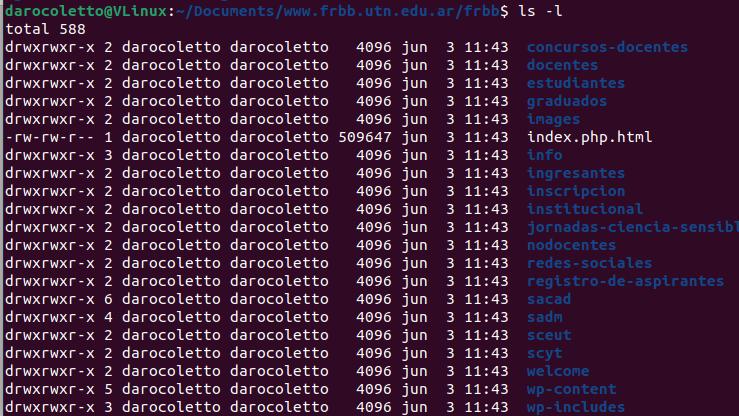 darocoletto@VLinux:~/Documents/www.frbb.utn.edu.ar/frbb$ ls -l
total 588
drwxrwxr-x 2 darocoletto darocoletto   4096 jun  3 11:43  concursos-docentes
drwxrwxr-x 2 darocoletto darocoletto   4096 jun  3 11:43  docentes
drwxrwxr-x 2 darocoletto darocoletto   4096 jun  3 11:43  estudiantes
drwxrwxr-x 2 darocoletto darocoletto   4096 jun  3 11:43  graduados
drwxrwxr-x 2 darocoletto darocoletto   4096 jun  3 11:43  images
-rw-rw-r-- 1 darocoletto darocoletto 509647 jun  3 11:43  index.php.html
drwxrwxr-x 3 darocoletto darocoletto   4096 jun  3 11:43  info
drwxrwxr-x 2 darocoletto darocoletto   4096 jun  3 11:43  ingresantes
drwxrwxr-x 2 darocoletto darocoletto   4096 jun  3 11:43  inscripcion
drwxrwxr-x 2 darocoletto darocoletto   4096 jun  3 11:43  institucional
drwxrwxr-x 2 darocoletto darocoletto   4096 jun  3 11:43  jornadas-ciencia-sensibl
drwxrwxr-x 2 darocoletto darocoletto   4096 jun  3 11:43  nodocentes
drwxrwxr-x 2 darocoletto darocoletto   4096 jun  3 11:43  redes-sociales
drwxrwxr-x 2 darocoletto darocoletto   4096 jun  3 11:43  registro-de-aspirantes
drwxrwxr-x 6 darocoletto darocoletto   4096 jun  3 11:43  sacad
drwxrwxr-x 4 darocoletto darocoletto   4096 jun  3 11:43  sadm
drwxrwxr-x 2 darocoletto darocoletto   4096 jun  3 11:43  sceut
drwxrwxr-x 2 darocoletto darocoletto   4096 jun  3 11:43  scyt
drwxrwxr-x 2 darocoletto darocoletto   4096 jun  3 11:43  welcome
drwxrwxr-x 5 darocoletto darocoletto   4096 jun  3 11:43  wp-content
drwxrwxr-x 3 darocoletto darocoletto   4096 jun  3 11:43  wp-includes